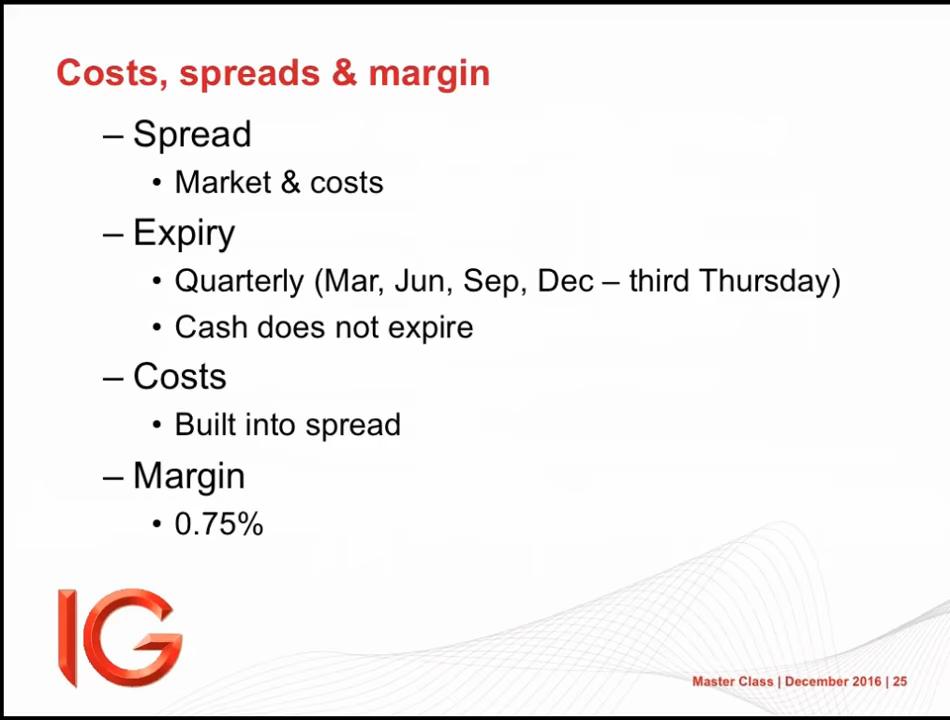 Costs, spreads & margin
– Spread
• Market & costs
– Expiry
• Quarterly (Mar, Jun, Sep, Dec – third Thursday)
• Cash does not expire
– Costs
• Built into spread
– Margin
• 0.75%
IG
Master Class | December 2016 | 25